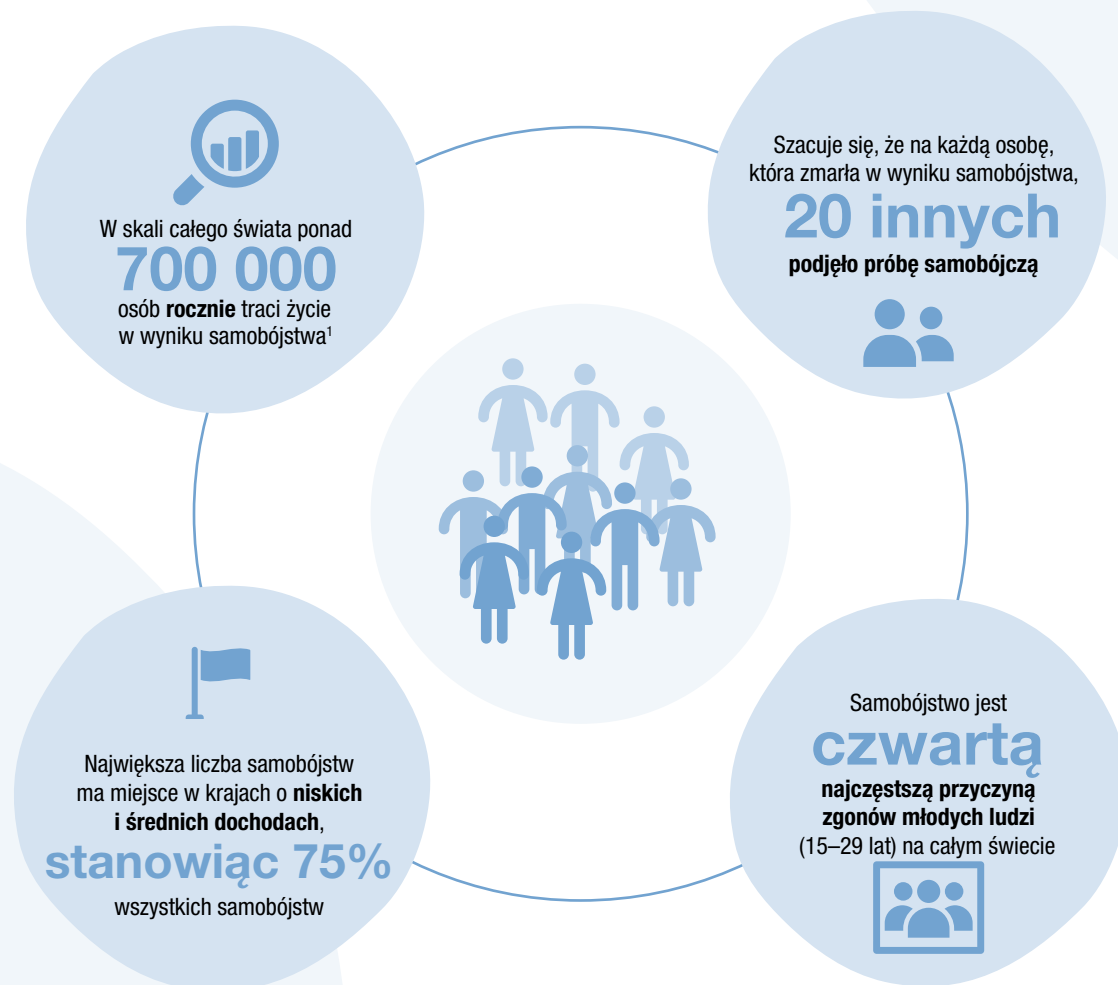 W skali całego świata ponad
700 000
osób rocznie traci życie
w wyniku samobójstwa¹
Szacuje się, że na każdą osobę,
która zmarła w wyniku samobójstwa,
20 innych
podjęło próbę samobójczą
Największa liczba samobójstw
ma miejsce w krajach o niskich
i średnich dochodach,
stanowiąc 75%
wszystkich samobójstw
Samobójstwo jest
czwartą
najczęstszą przyczyną
zgonów młodych ludzi
(15–29 lat) na całym świecie